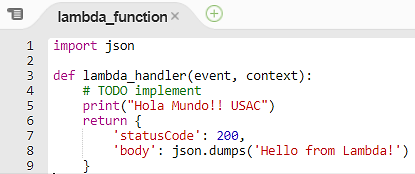 lambda_function
1 import json
2
3 def lambda_handler(event, context):
4     # TODO implement
5     print("Hola Mundo!! USAC")
6     return {
7         'statusCode': 200,
8         'body': json.dumps('Hello from Lambda!')
9     }